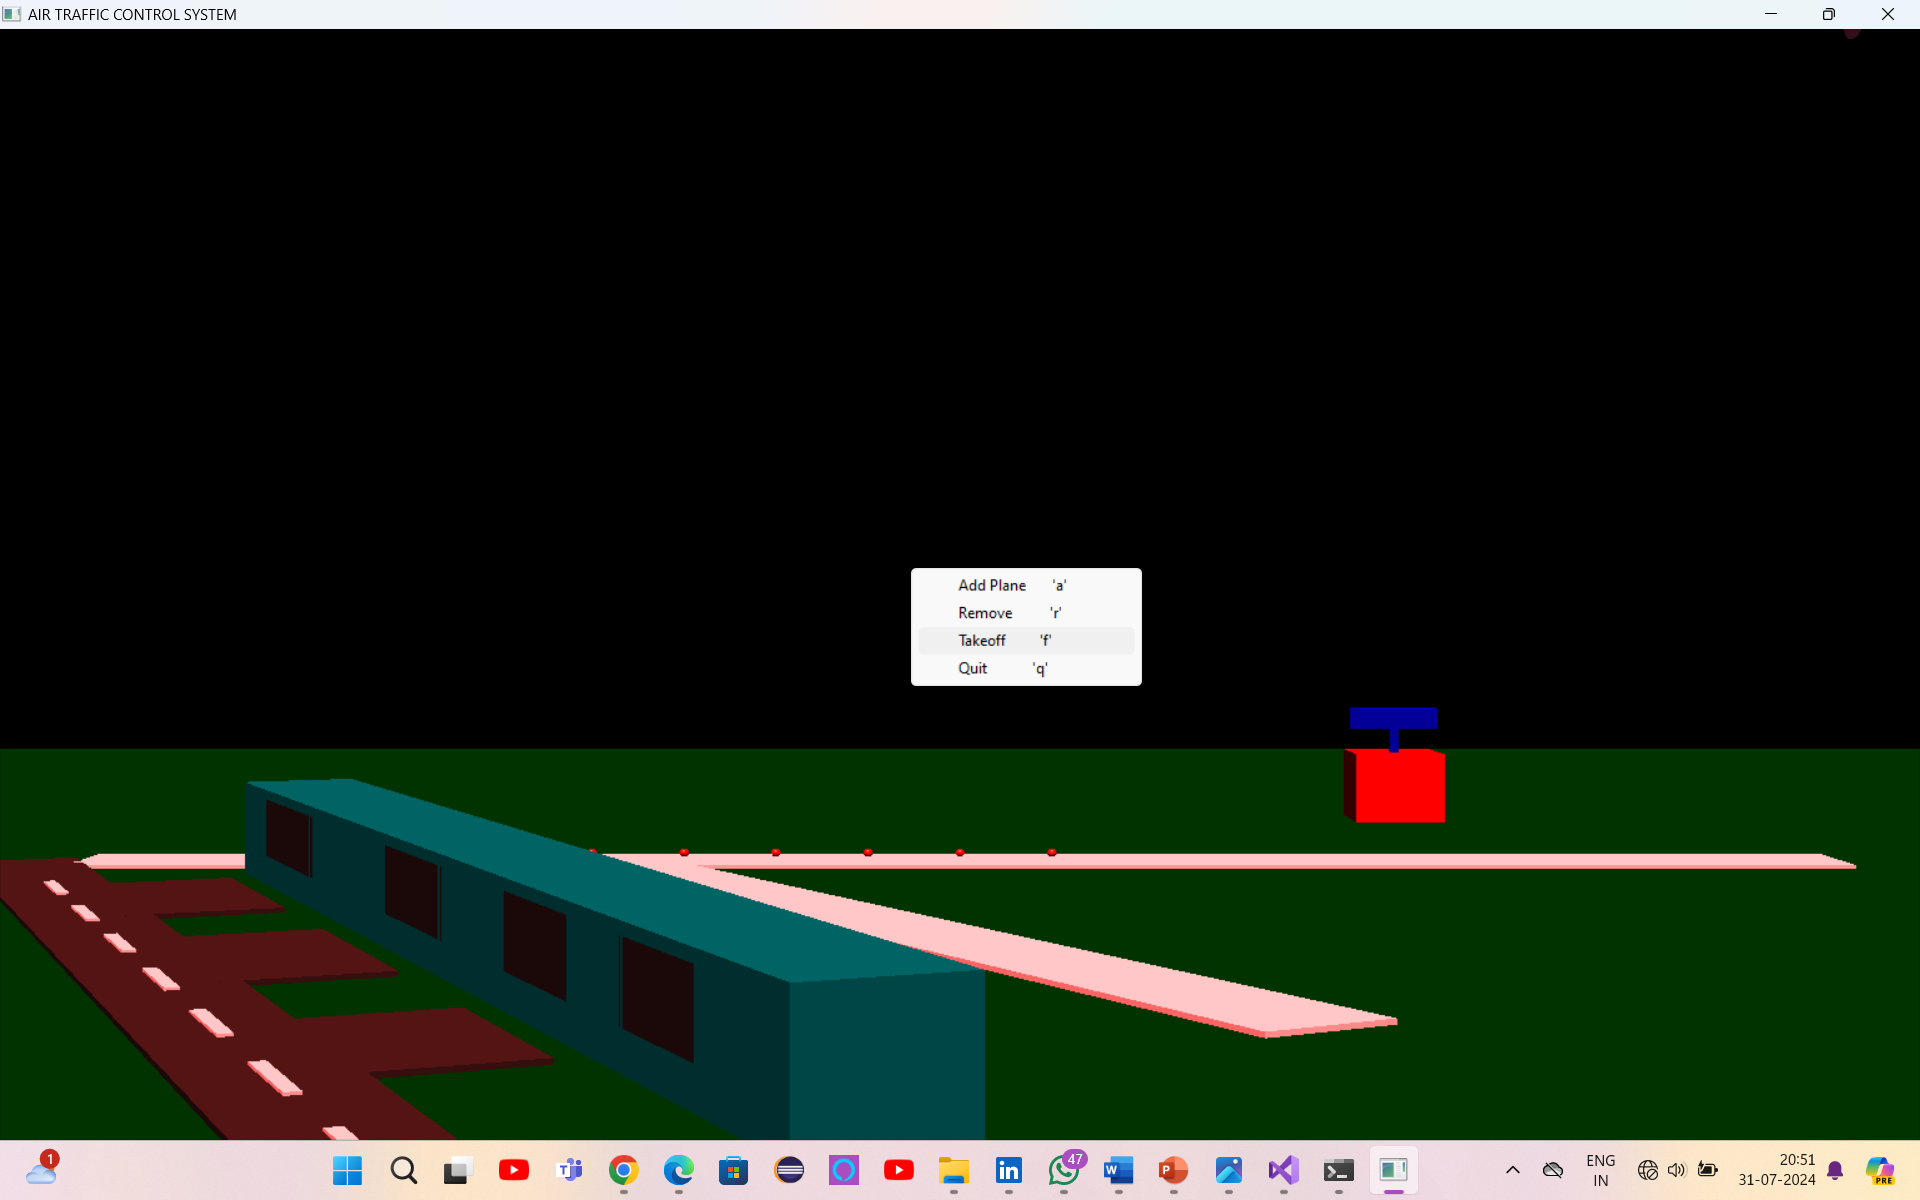 AIR TRAFFIC CONTROL SYSTEM
Add Plane 'a'
Remove 'r'
Takeoff 'f'
Quit 'q'
1
T
in
47
W
P
>_
ENG
IN
20:51
31-07-2024
PRE